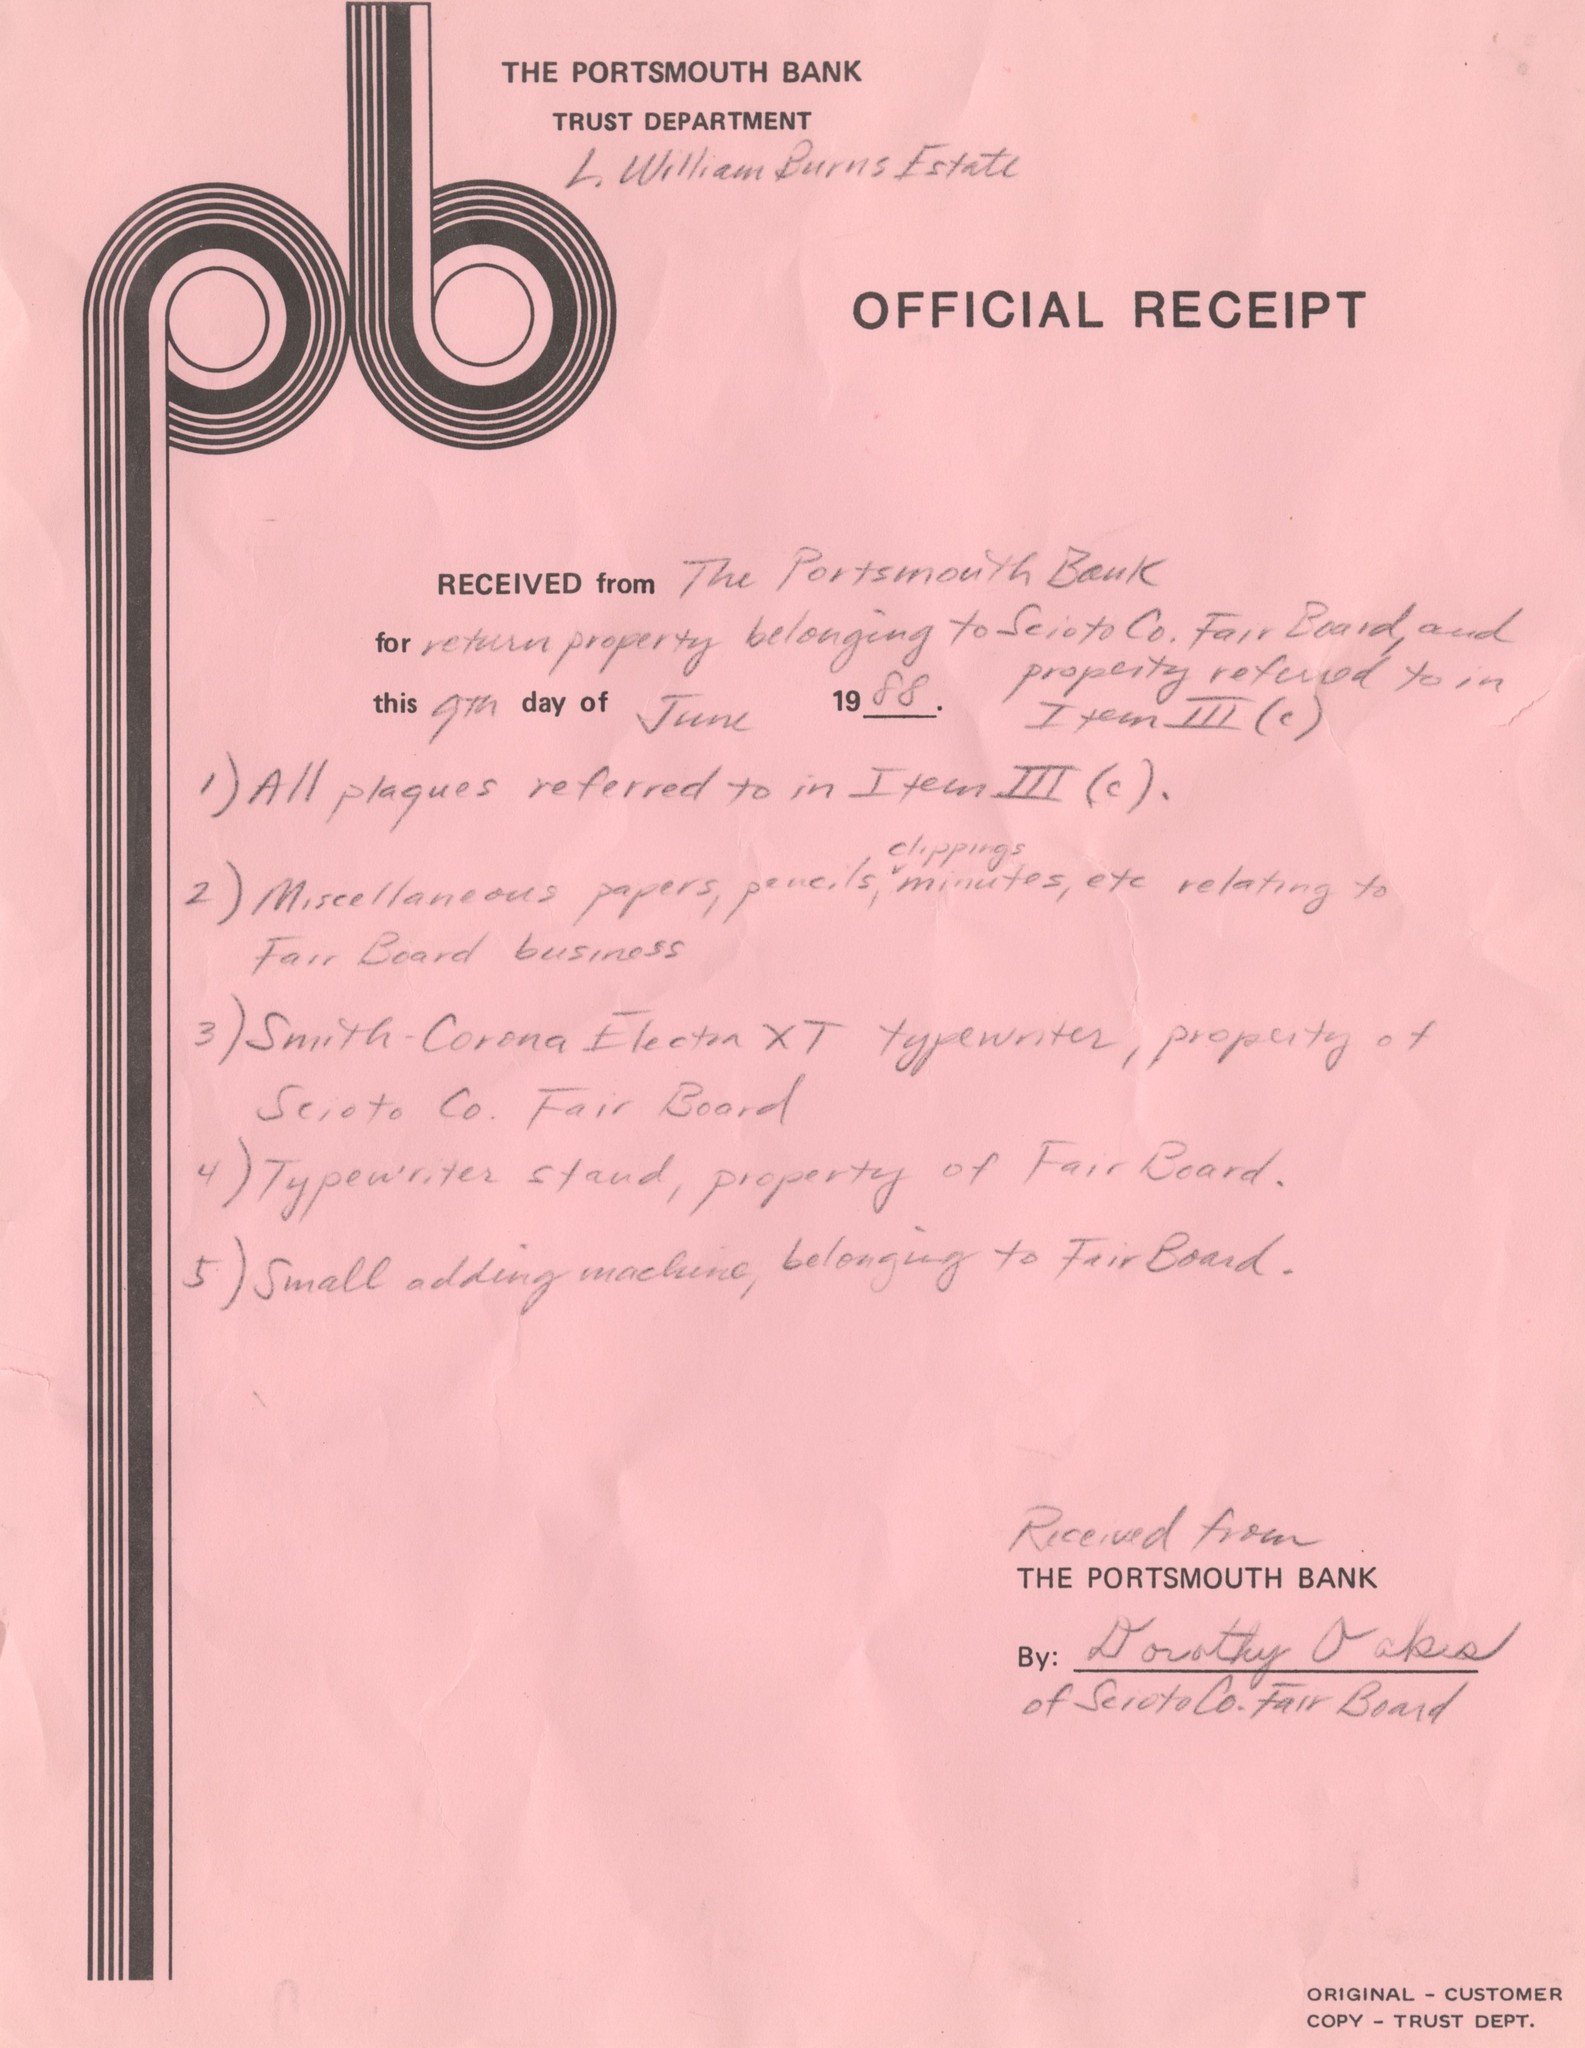 THE PORTSMOUTH BANK
TRUST DEPARTMENT
L. William Burns Estate
pb
OFFICIAL RECEIPT
RECEIVED from The Portsmouth Bank
for return property belonging to Scioto Co. Fair Board, and
property referred to in
this 9th day of June 1988.
Item III (c)
1) All plaques referred to in Item III (c).
clippings
2) Miscellaneous papers, pencils, minutes, etc relating to
Fair Board business
3) Smith-Corona Electra XT typewriter, property of
Scioto Co. Fair Board
4) Typewriter stand, property of Fair Board.
5) Small adding machine, belonging to Fair Board.
Received from
THE PORTSMOUTH BANK
By: Dorothy Oakes
of Scioto Co. Fair Board
ORIGINAL - CUSTOMER
COPY - TRUST DEPT.